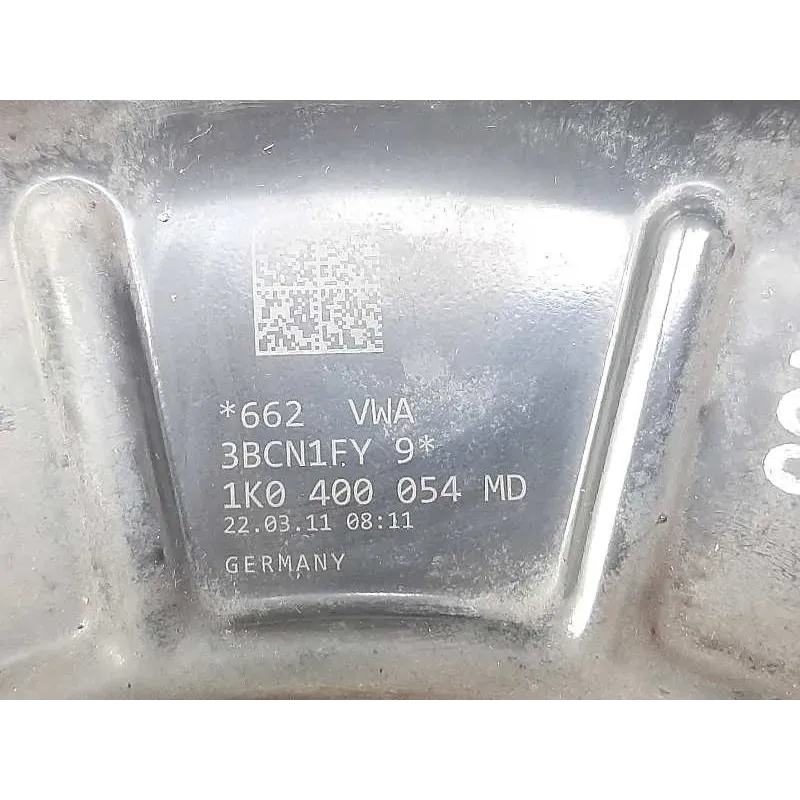 *662 VWA
3BCN1FY 9*
1K0 400 054 MD
22.03.11 08:11
GERMANY